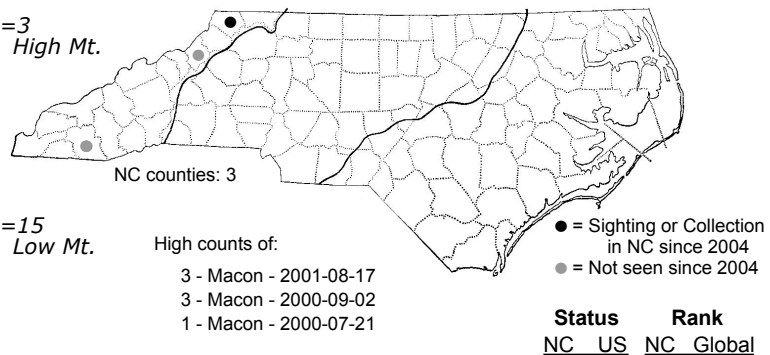 =3
High Mt.
NC counties: 3
=15
Low Mt.
High counts of:
3 - Macon - 2001-08-17
3 - Macon - 2000-09-02
1 - Macon - 2000-07-21
● = Sighting or Collection
in NC since 2004
● = Not seen since 2004
Status Rank
NC US NC Global